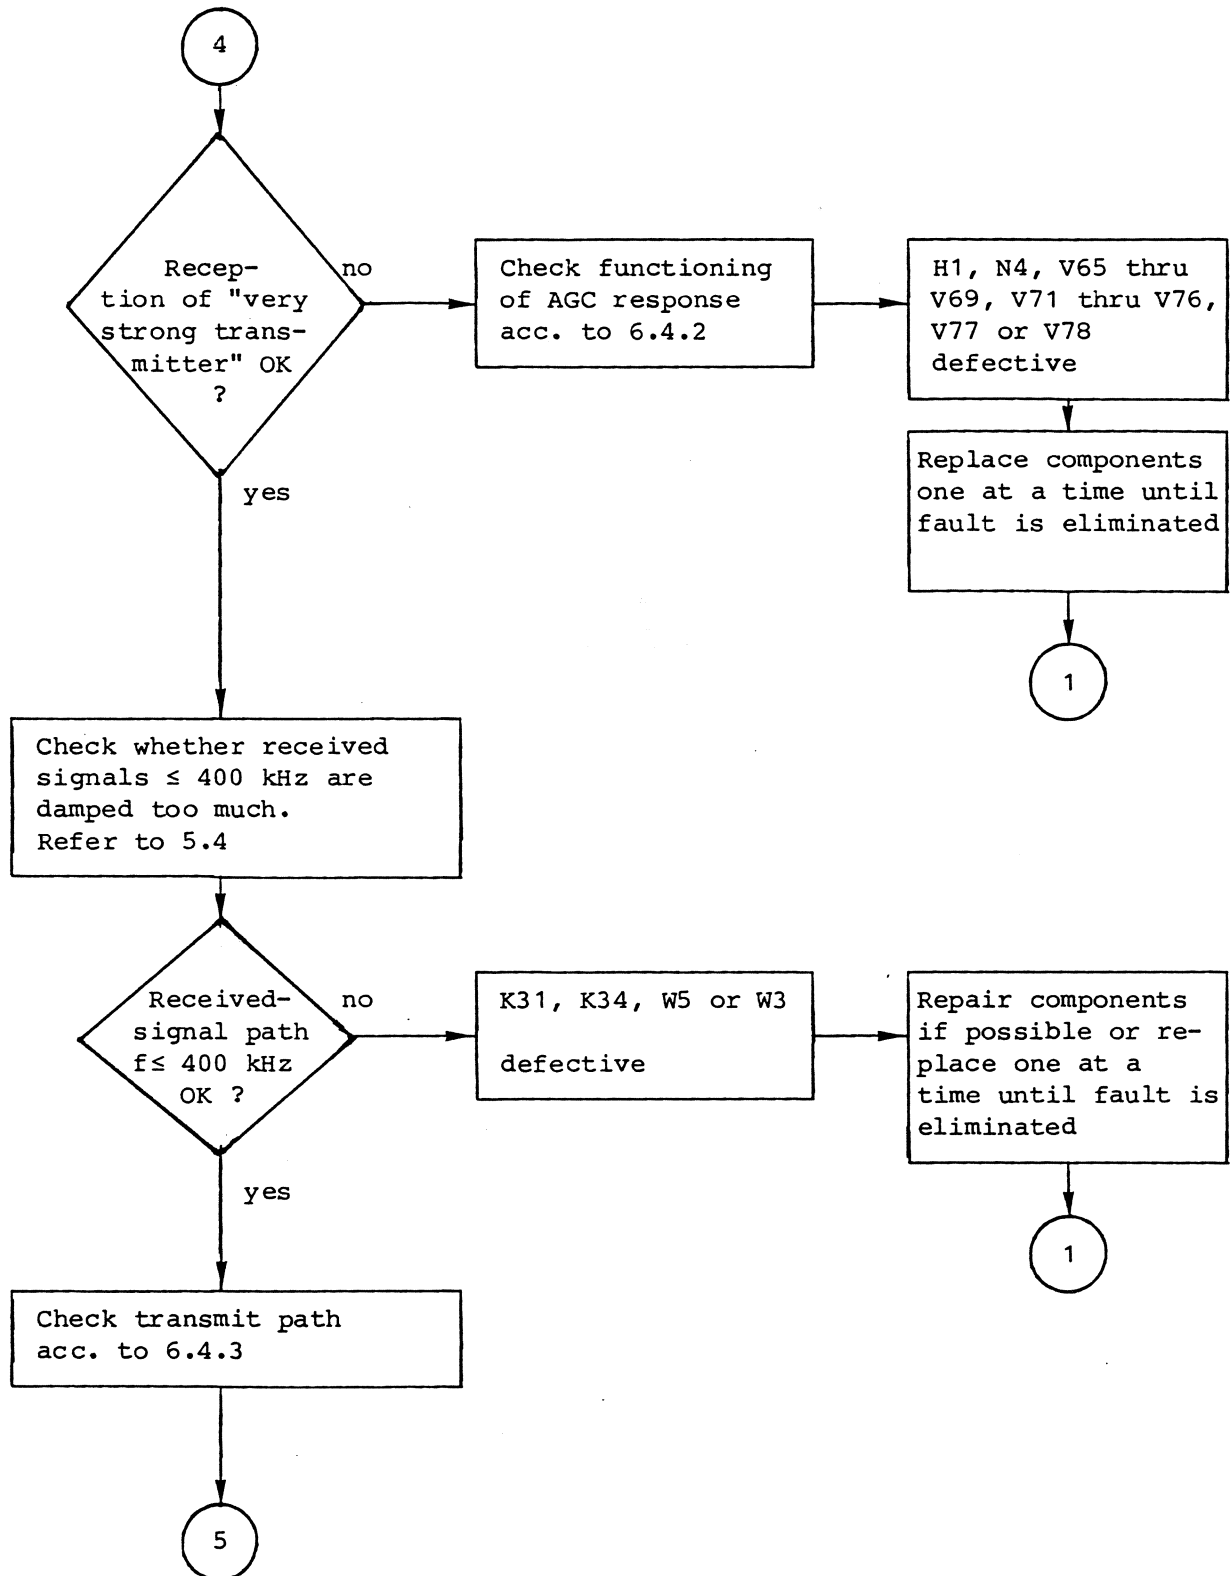 4
Recep-
tion of "very
strong trans-
mitter" OK
?
no
Check functioning
of AGC response
acc. to 6.4.2
H1, N4, V65 thru
V69, V71 thru V76,
V77 or V78
defective
Replace components
one at a time until
fault is eliminated
1
yes
Check whether received
signals ≤ 400 kHz are
damped too much.
Refer to 5.4
Received-
signal path
f≤ 400 kHz
OK ?
no
K31, K34, W5 or W3
defective
Repair components
if possible or re-
place one at a
time until fault is
eliminated
1
yes
Check transmit path
acc. to 6.4.3
5